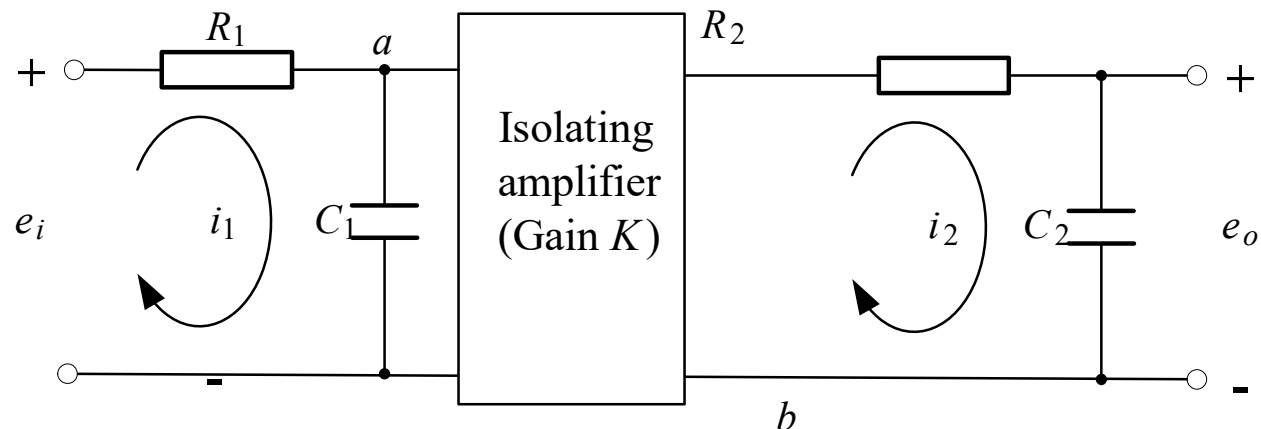 R1
a
R2
+
+
Isolating
amplifier
(Gain K)
ei
i1
C1
i2
C2
eo
-
-
b